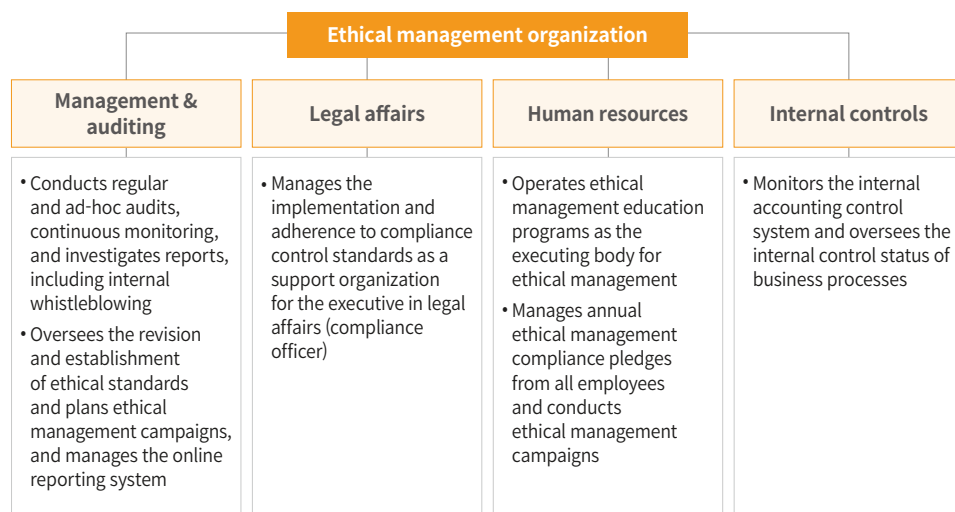 Ethical management organization
Management &
auditing
• Conducts regular
and ad-hoc audits,
continuous monitoring,
and investigates reports,
including internal
whistleblowing
• Oversees the revision
and establishment
of ethical standards
and plans ethical
management campaigns,
and manages the online
reporting system
Legal affairs
• Manages the
implementation and
adherence to compliance
control standards as a
support organization
for the executive in legal
affairs (compliance
officer)
Human resources
• Operates ethical
management education
programs as the
executing body for
ethical management
• Manages annual
ethical management
compliance pledges
from all employees
and conducts
ethical management
campaigns
Internal controls
• Monitors the internal
accounting control
system and oversees the
internal control status of
business processes